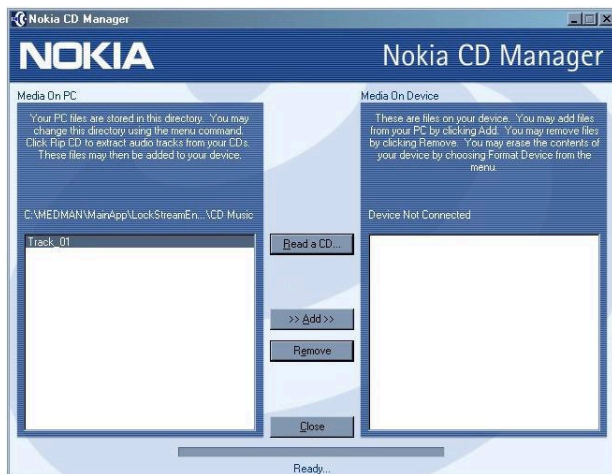 Nokia CD Manager
NOKIA
Nokia CD Manager
Media On PC
Your PC files are stored in this directory. You may
change this directory using the menu command.
Click Rip CD to extract audio tracks from your CDs.
These files may then be added to your device.
C:\MEDMAN\MainApp\LockStreamEn...\CD Music
Track_01
Read a CD...
>> Add >>
Remove
Close
Media On Device
These are files on your device. You may add files
from your PC by clicking Add. You may remove files
by clicking Remove. You may erase the contents of
your device by choosing Format Device from the
menu.
Device Not Connected
Ready...